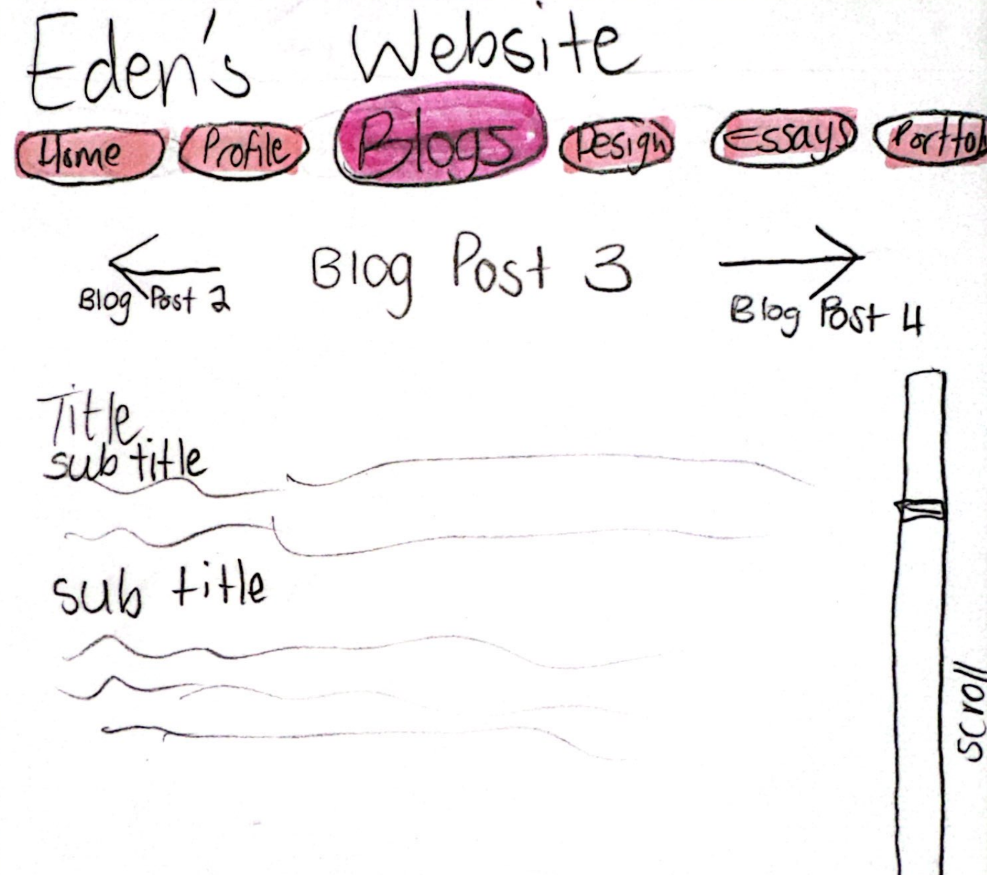 Eden's Website
Home Profile Blogs Design Essays Portfol
Blog Post 3
Blog Post 2
Blog Post 4
Title
sub title
sub title
scroll